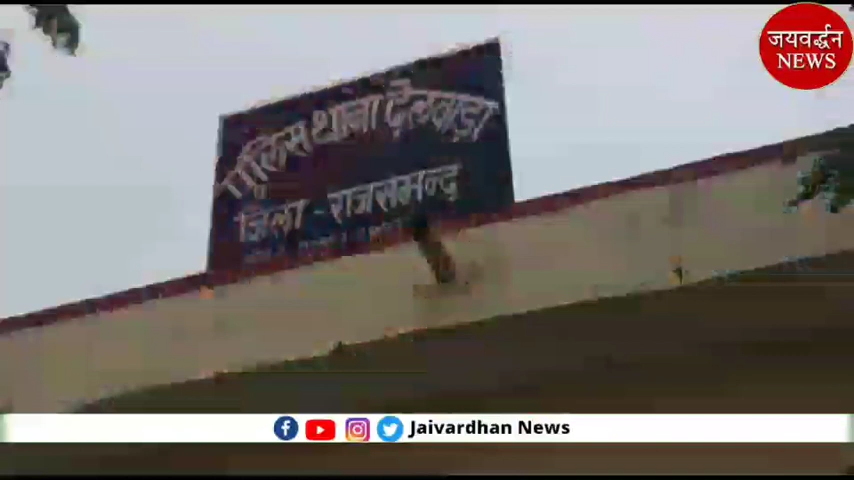 जयवर्द्धन
NEWS
पुलिस थाना देलवाड़ा
जिला - राजसमन्द
Jaivardhan News